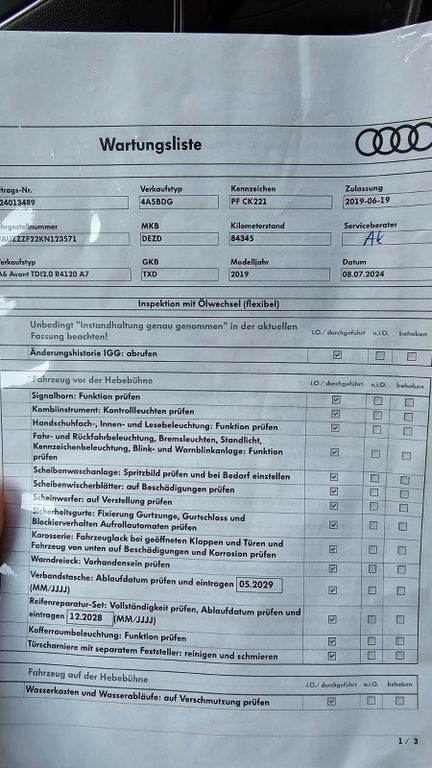 Wartungsliste
trags-Nr. Verkaufstyp Kennzeichen Zulassung
24013489 4A5BDG PF CK221 2019-06-19
hrgestellnummer MKB Kilometerstand Serviceberater
AUZZZF22KN123571 DEZD 84345 Ak
erkaufstyp GKB Modelljahr Datum
A6 Avant TDI2.0 R4120 A7 TXD 2019 08.07.2024
Inspektion mit Ölwechsel (flexibel)
Unbedingt "Instandhaltung genau genommen" in der aktuellen i.O./ durchgeführt n.i.O. behoben
Fassung beachten!
Änderungshistorie IGG: abrufen
Fahrzeug vor der Hebebühne i.O./ durchgeführt n.i.O. behoben
Signalhorn: Funktion prüfen
Kombiinstrument: Kontrollleuchten prüfen
Handschuhfach-, Innen- und Lesebeleuchtung: Funktion prüfen
Fahr- und Rückfahrbeleuchtung, Bremsleuchten, Standlicht,
Kennzeichenbeleuchtung, Blink- und Warnblinkanlage: Funktion
prüfen
Scheibenwaschanlage: Spritzbild prüfen und bei Bedarf einstellen
Scheibenwischerblätter: auf Beschädigungen prüfen
Scheinwerfer: auf Verstellung prüfen
Sicherheitsgurte: Fixierung Gurtzunge, Gurtschloss und
Blockierverhalten Aufrollautomaten prüfen
Karosserie: Fahrzeuglack bei geöffneten Klappen und Türen und
Fahrzeug von unten auf Beschädigungen und Korrosion prüfen
Warndreieck: Vorhandensein prüfen
Verbandstasche: Ablaufdatum prüfen und eintragen 05.2029
(MM/JJJJ)
Reifenreparatur-Set: Vollständigkeit prüfen, Ablaufdatum prüfen und
eintragen 12.2028 (MM/JJJJ)
Kofferraumbeleuchtung: Funktion prüfen
Türscharniere mit separatem Feststeller: reinigen und schmieren
Fahrzeug auf der Hebebühne i.O./ durchgeführt n.i.O. behoben
Wasserkasten und Wasserabläufe: auf Verschmutzung prüfen
1 / 3